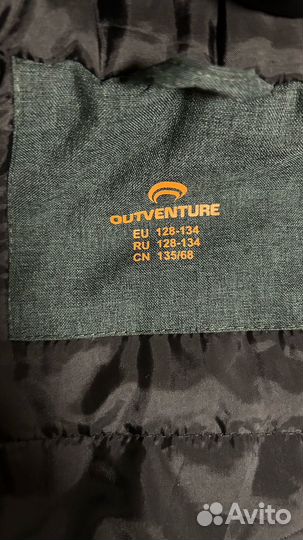 OUTVENTURE
EU 128-134
RU 128-134
CN 135/68
Avito